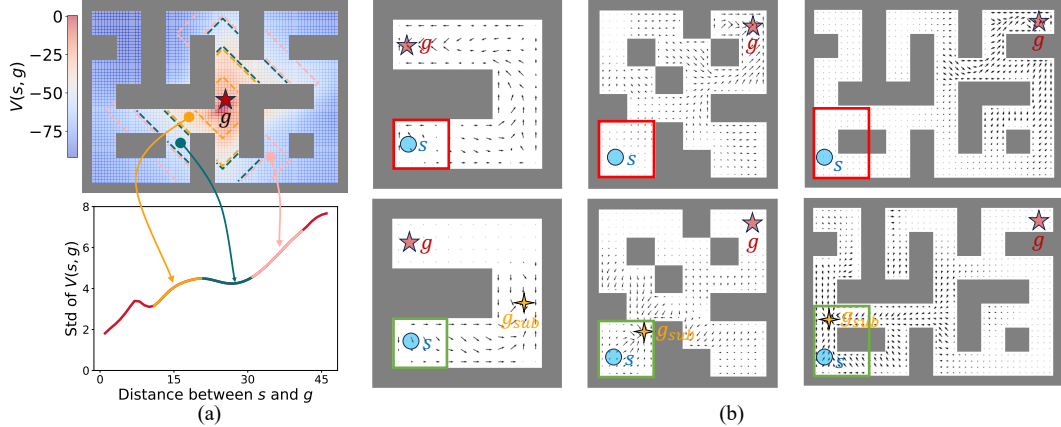 0
−25
−50
−75
V(s, g)
g
8
6
4
2
0
Std of V(s, g)
0
15
30
45
Distance between s and g
(a)
g
s
g
s
g
s
g
g_sub
s
g
g_sub
s
g
g_sub
s
(b)